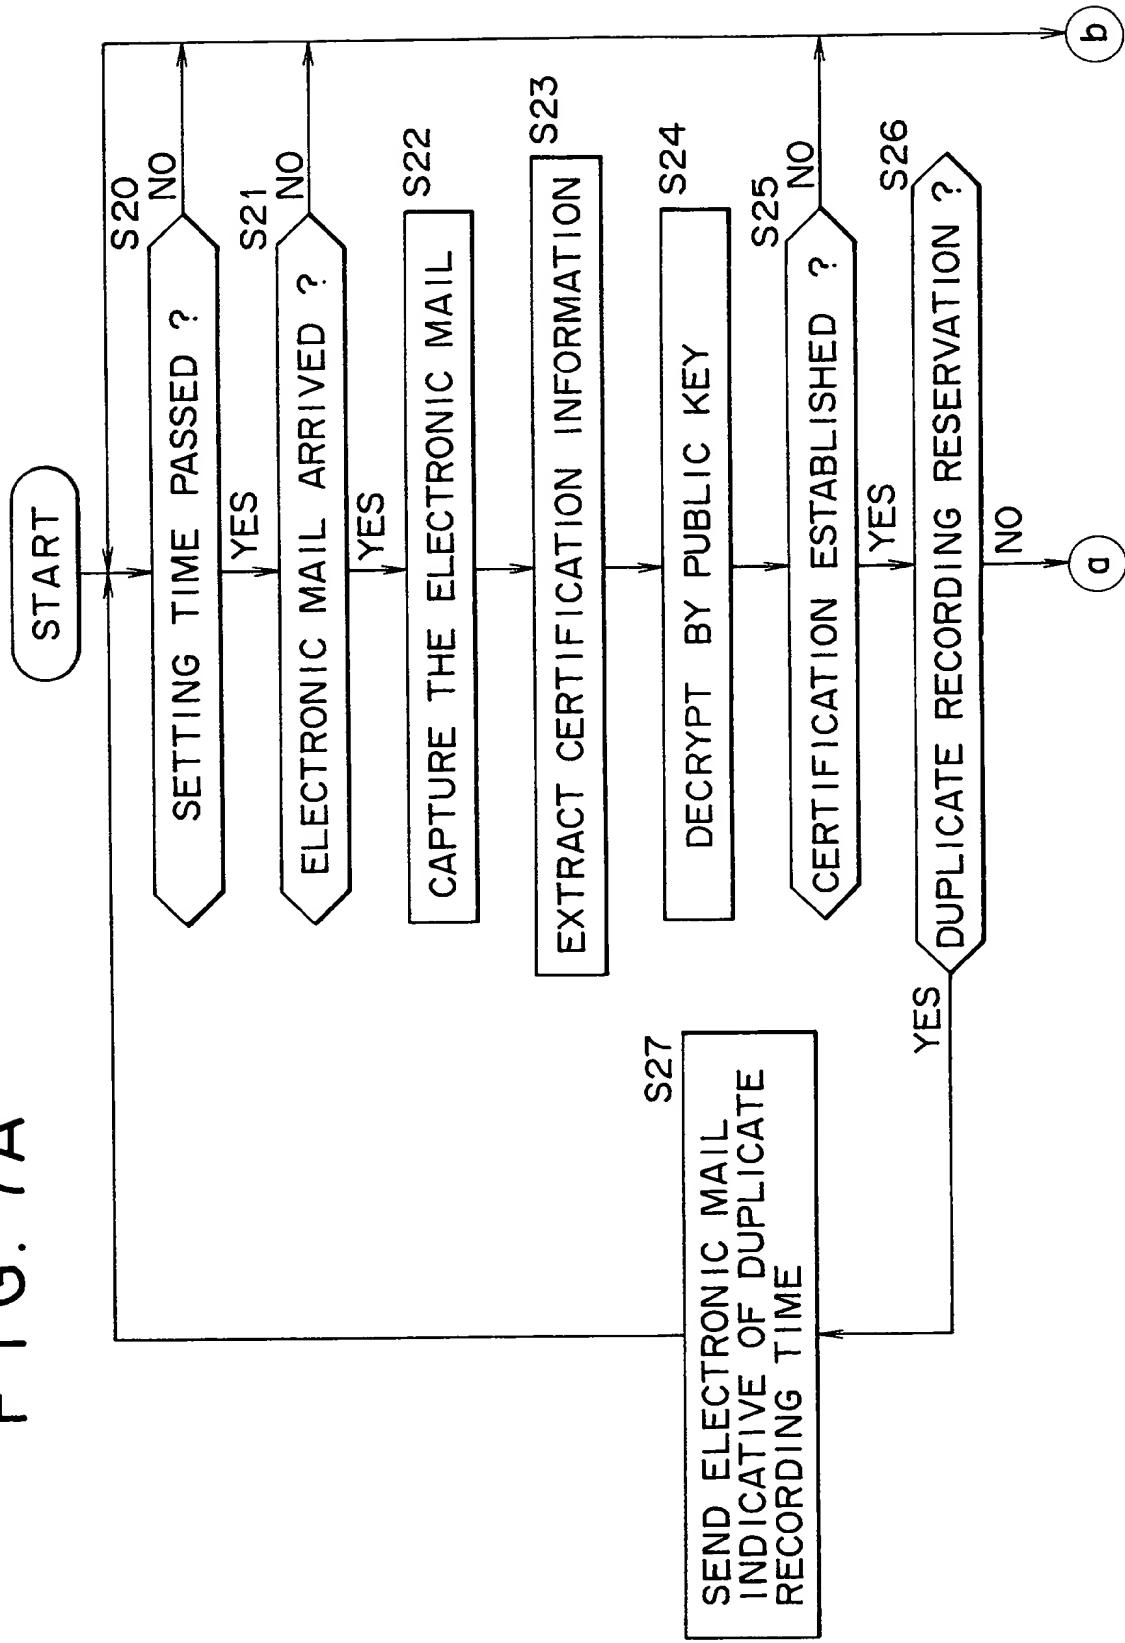 FIG. 7A
START
S20
SETTING TIME PASSED ?
NO
YES
S21
ELECTRONIC MAIL ARRIVED ?
NO
YES
S22
CAPTURE THE ELECTRONIC MAIL
S23
EXTRACT CERTIFICATION INFORMATION
S24
DECRYPT BY PUBLIC KEY
S25
CERTIFICATION ESTABLISHED ?
NO
YES
S26
DUPLICATE RECORDING RESERVATION ?
YES
NO
S27
SEND ELECTRONIC MAIL
INDICATIVE OF DUPLICATE
RECORDING TIME
a
b